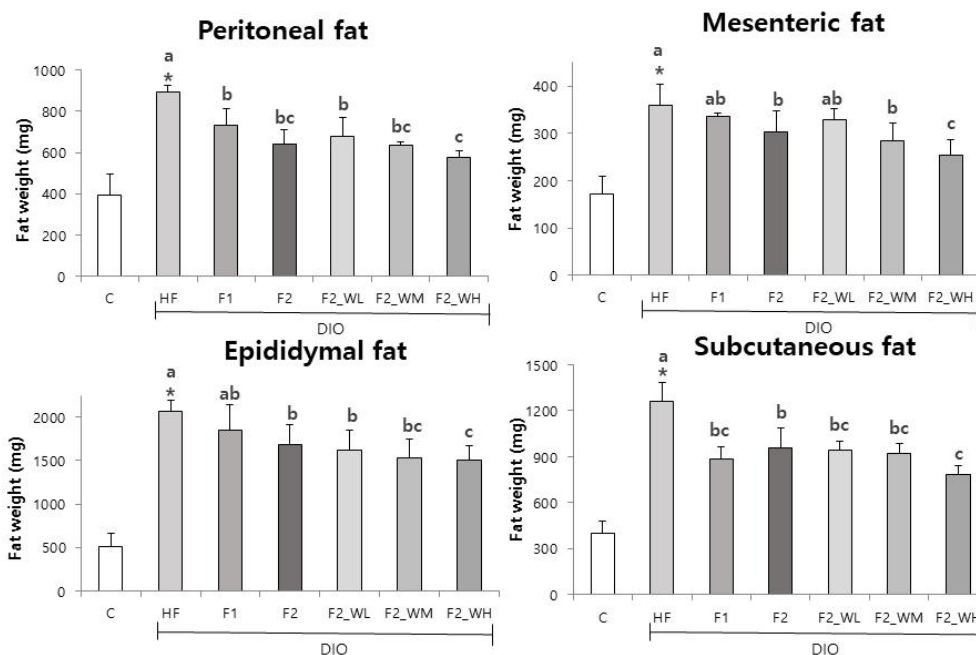 Peritoneal fat
Fat weight (mg)
1000
800
600
400
200
0
a
*
b
bc
b
bc
c
C HF F1 F2 F2_WL F2_WM F2_WH
DIO
Mesenteric fat
Fat weight (mg)
400
300
200
100
0
a
*
ab
b
ab
b
c
C HF F1 F2 F2_WL F2_WM F2_WH
DIO
Epididymal fat
Fat weight (mg)
2000
1500
1000
500
0
a
*
ab
b
b
bc
c
C HF F1 F2 F2_WL F2_WM F2_WH
DIO
Subcutaneous fat
Fat weight (mg)
1500
1200
900
600
300
0
a
*
bc
b
bc
bc
c
C HF F1 F2 F2_WL F2_WM F2_WH
DIO